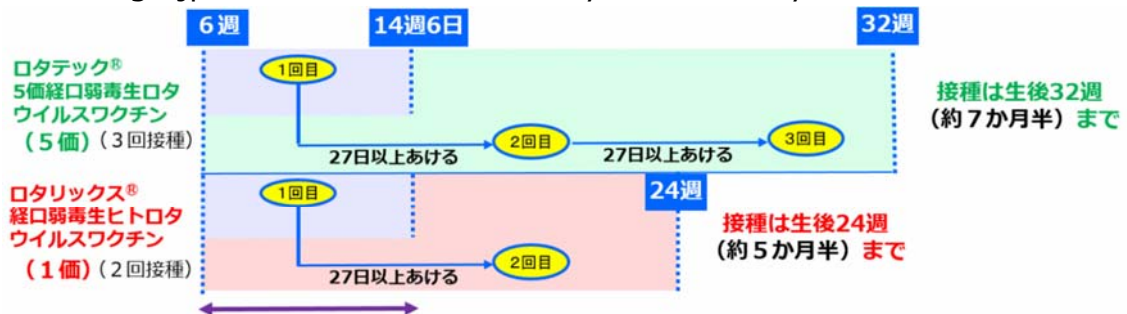 6週
14週6日
32週
ロタテック®
5価経口弱毒生ロタ
ウイルスワクチン
(5価)(3回接種)
1回目
27日以上あける
2回目
27日以上あける
3回目
接種は生後32週
(約7か月半)まで
ロタリックス®
経口弱毒生ヒトロタ
ウイルスワクチン
(1価)(2回接種)
1回目
27日以上あける
2回目
24週
接種は生後24週
(約5か月半)まで